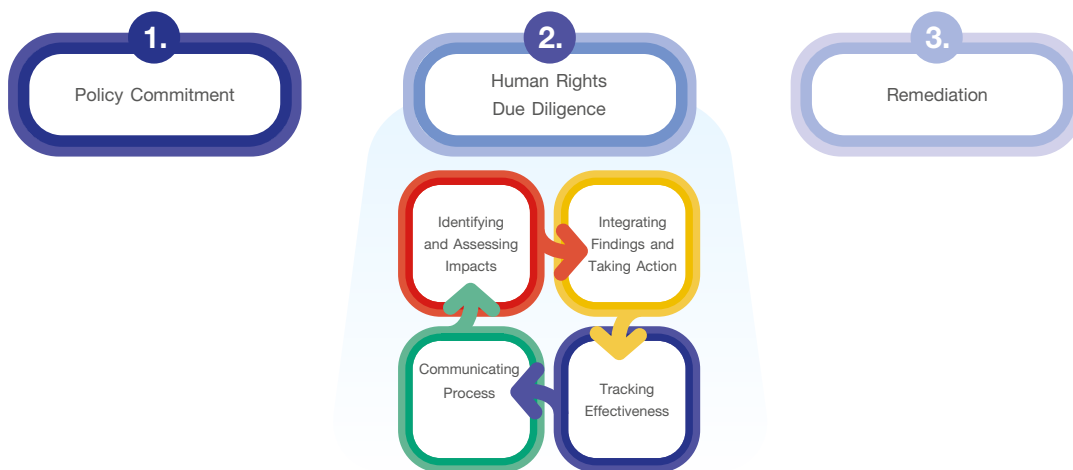 1.
Policy Commitment
2.
Human Rights
Due Diligence
3.
Remediation
Identifying
and Assessing
Impacts
Integrating
Findings and
Taking Action
Communicating
Process
Tracking
Effectiveness